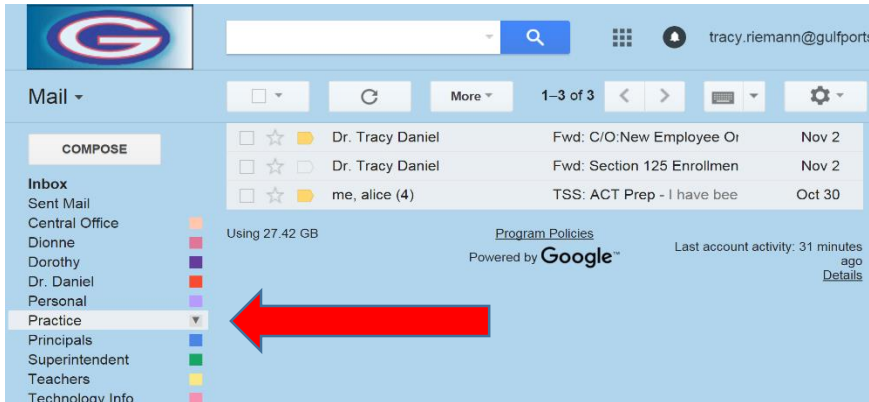 G
tracy.riemann@gulfports
Mail
More
1–3 of 3
COMPOSE
Dr. Tracy Daniel Fwd: C/O:New Employee Or Nov 2
Dr. Tracy Daniel Fwd: Section 125 Enrollmen Nov 2
me, alice (4) TSS: ACT Prep - I have bee Oct 30
Inbox
Sent Mail
Central Office
Dionne
Dorothy
Dr. Daniel
Personal
Practice
Principals
Superintendent
Teachers
Technology Info
Using 27.42 GB
Program Policies
Powered by Google™
Last account activity: 31 minutes
ago
Details